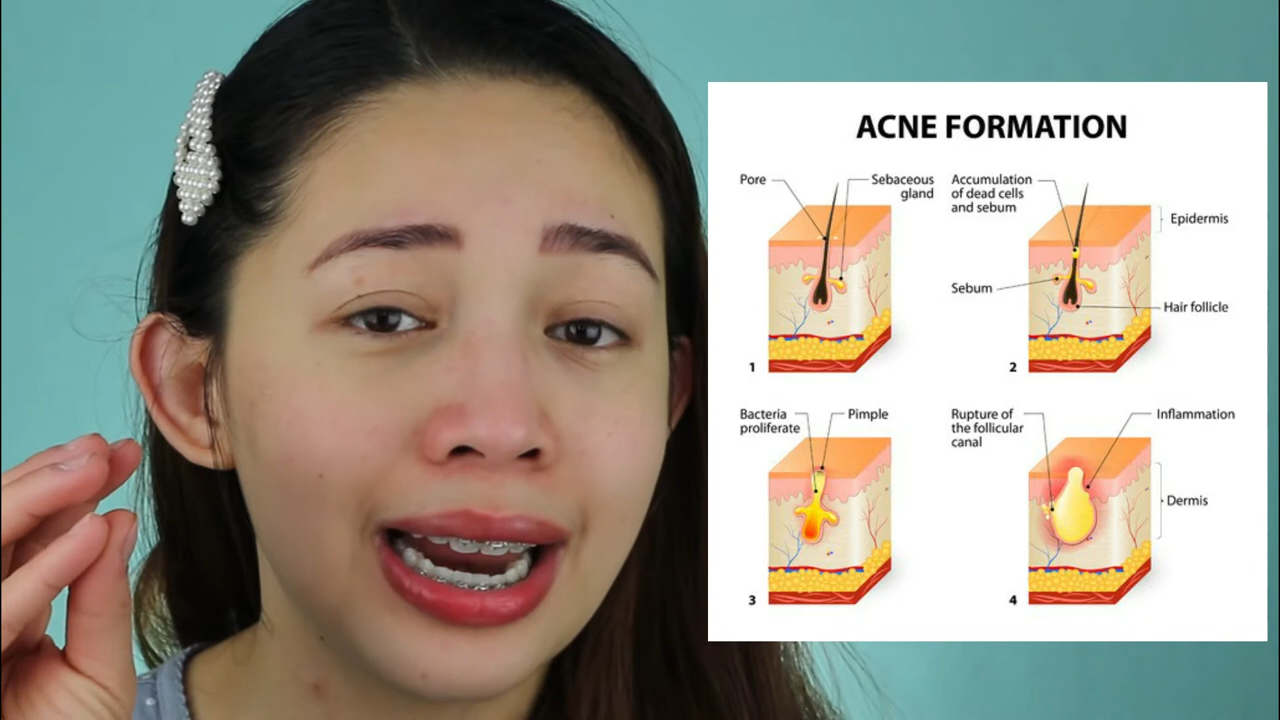 ACNE FORMATION
Pore
Sebaceous
gland
Accumulation
of dead cells
and sebum
Epidermis
Sebum
Hair follicle
1
2
Bacteria
proliferate
Pimple
Rupture of
the follicular
canal
Inflammation
Dermis
3
4